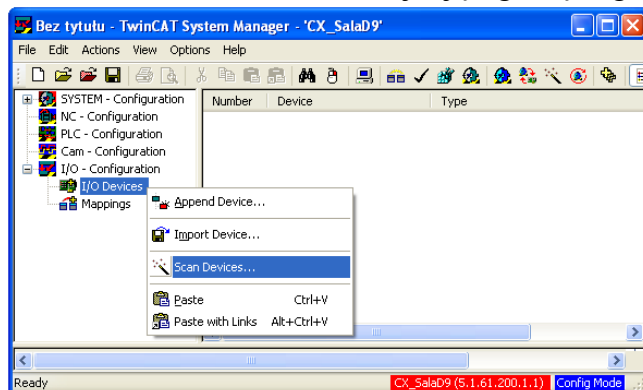 Bez tytułu - TwinCAT System Manager - 'CX_SalaD9'
File Edit Actions View Options Help
SYSTEM - Configuration
NC - Configuration
PLC - Configuration
Cam - Configuration
I/O - Configuration
I/O Devices
Mappings
Number Device Type
Append Device...
Import Device...
Scan Devices...
Paste Ctrl+V
Paste with Links Alt+Ctrl+V
Ready CX_SalaD9 (5.1.61.200.1.1) Config Mode